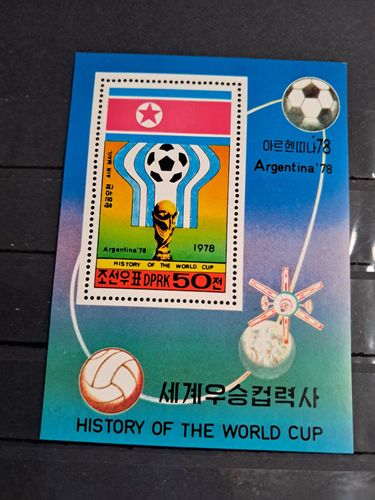 아르헨띠나'78
Argentina'78
AIR MAIL
항공우편
Argentina'78
1978
HISTORY OF THE WORLD CUP
조선우표 DPRK 50전
세계우승컵력사
HISTORY OF THE WORLD CUP